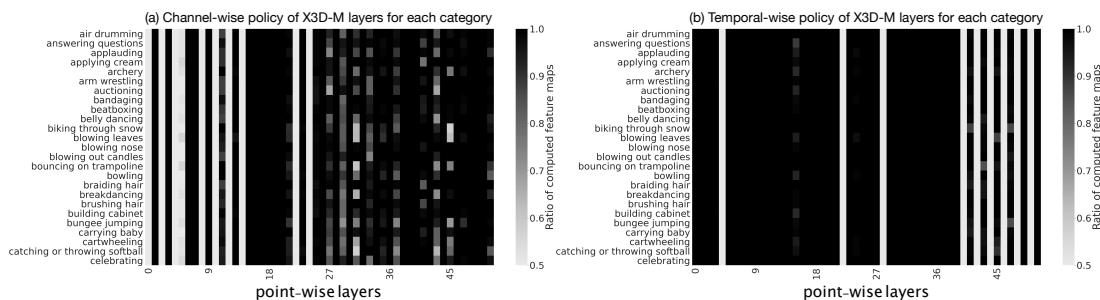 (a) Channel-wise policy of X3D-M layers for each category
air drumming
answering questions
applauding
applying cream
archery
arm wrestling
auctioning
bandaging
beatboxing
belly dancing
biking through snow
blowing leaves
blowing nose
blowing out candles
bouncing on trampoline
bowling
braiding hair
breakdancing
brushing hair
building cabinet
bungee jumping
carrying baby
cartwheeling
catching or throwing softball
celebrating
0 9 18 27 36 45
point-wise layers
1.0
0.9
0.8
0.7
0.6
0.5
Ratio of computed feature maps
(b) Temporal-wise policy of X3D-M layers for each category
air drumming
answering questions
applauding
applying cream
archery
arm wrestling
auctioning
bandaging
beatboxing
belly dancing
biking through snow
blowing leaves
blowing nose
blowing out candles
bouncing on trampoline
bowling
braiding hair
breakdancing
brushing hair
building cabinet
bungee jumping
carrying baby
cartwheeling
catching or throwing softball
celebrating
0 9 18 27 36 45
point-wise layers
1.0
0.9
0.8
0.7
0.6
0.5
Ratio of computed feature maps